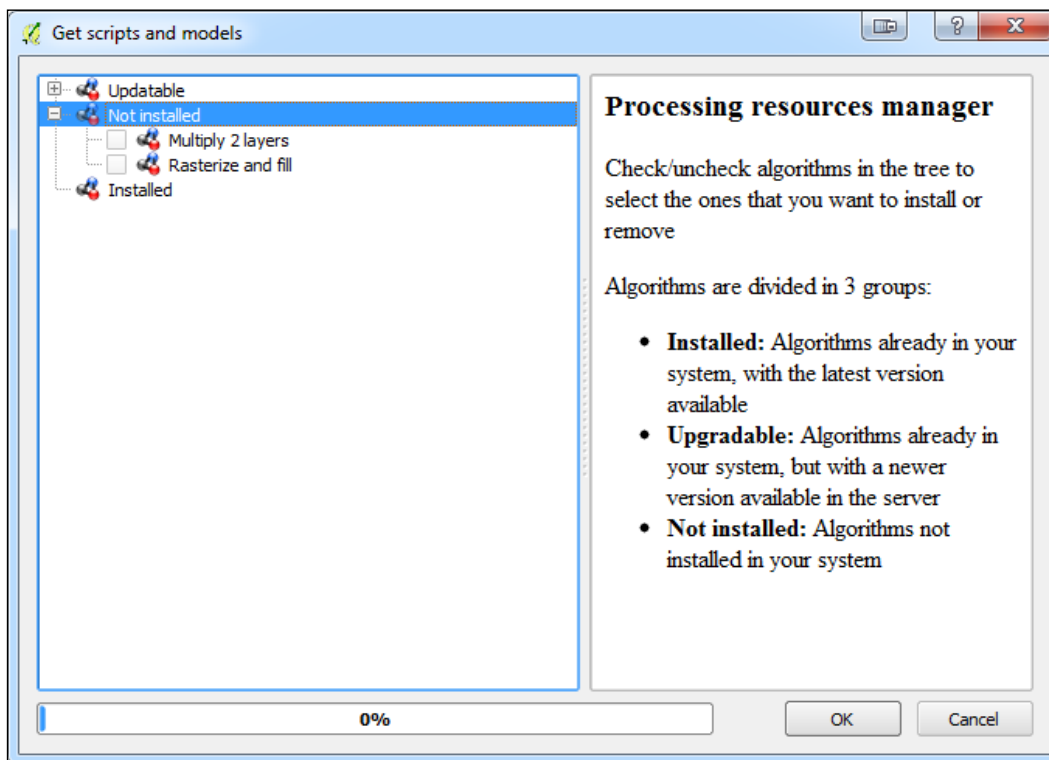 Get scripts and models
Updatable
Not installed
Multiply 2 layers
Rasterize and fill
Installed
Processing resources manager
Check/uncheck algorithms in the tree to
select the ones that you want to install or
remove
Algorithms are divided in 3 groups:
• Installed: Algorithms already in your
system, with the latest version
available
• Upgradable: Algorithms already in
your system, but with a newer
version available in the server
• Not installed: Algorithms not
installed in your system
0%
OK
Cancel